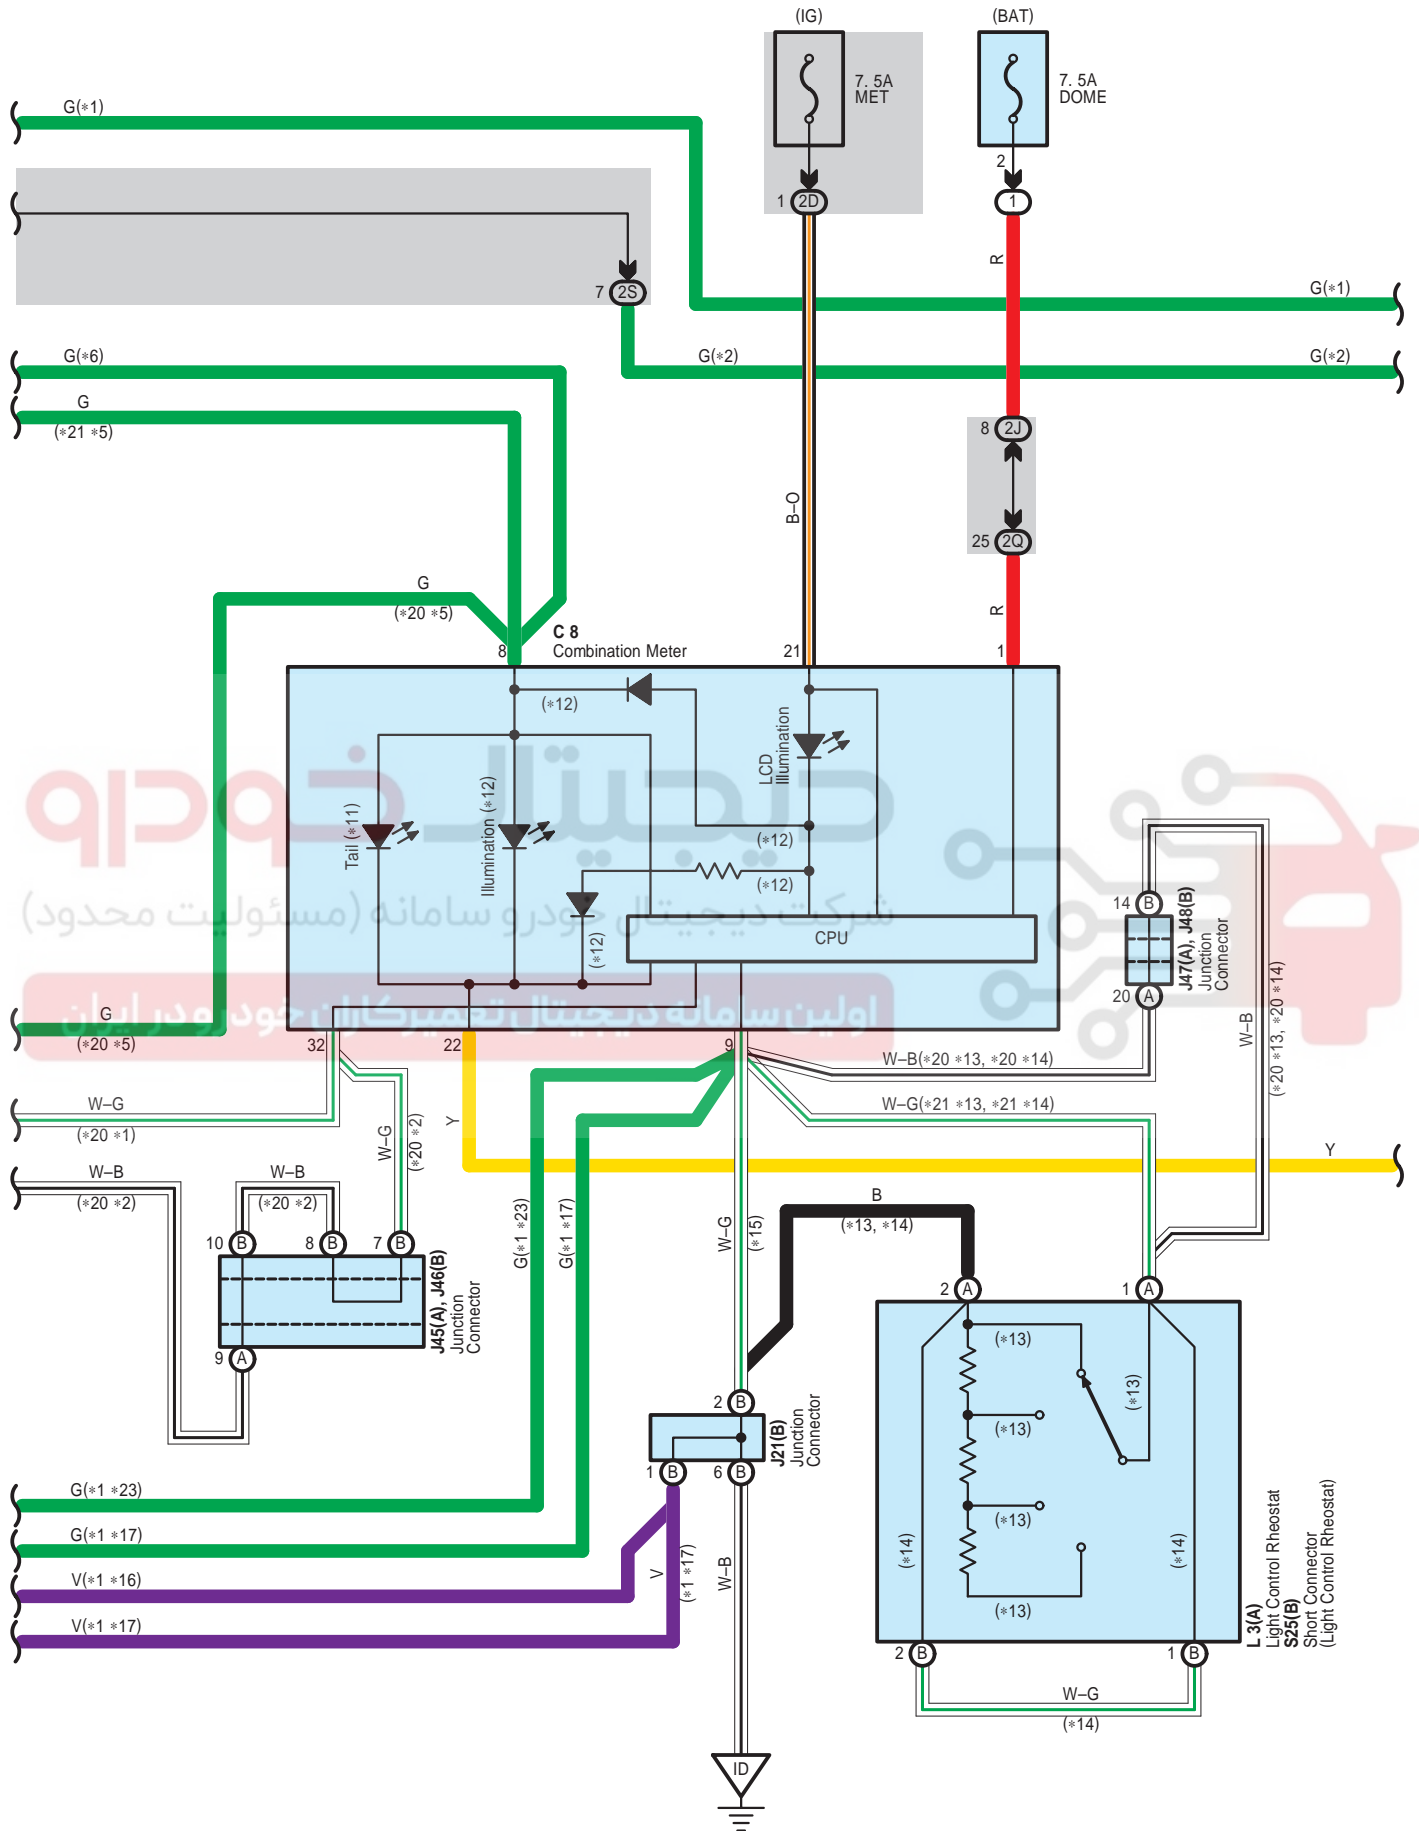 (IG)
(BAT)
7. 5A
MET
7. 5A
DOME
G(*1)
2
1 2D
1
7 2S
R
G(*1)
G(*6)
G(*2)
G(*2)
G
(*21 *5)
8 2J
B–O
25 2Q
G
(*20 *5)
R
C 8
Combination Meter
8
21
1
(*12)
LCD
Illumination
Tail (*11)
Illumination (*12)
(*12)
(*12)
(*12)
CPU
دیجیتال خودرو
شرکت دیجیتال خودرو سامانه (مسئولیت محدود)
اولین سامانه دیجیتال تعمیرکاران خودرو در ایران
14 B
J47(A), J48(B)
Junction
Connector
20 A
W–B
(*20 *13, *20 *14)
G
(*20 *5)
32
22
9
W–B(*20 *13, *20 *14)
W–G
(*20 *1)
W–G
(*20 *2)
Y
W–G(*21 *13, *21 *14)
Y
W–B
(*20 *2)
W–B
(*20 *2)
G(*1 *23)
G(*1 *17)
W–G
(*15)
B
(*13, *14)
10 B
8 B
7 B
J45(A), J46(B)
Junction
Connector
9 A
2 A
1 A
(*13)
(*13)
(*13)
(*13)
(*13)
(*14)
(*14)
2 B
J21(B)
Junction
Connector
1 B
6 B
G(*1 *23)
G(*1 *17)
V(*1 *16)
V(*1 *17)
V
(*1 *17)
W–B
L 3(A)
Light Control Rheostat
S25(B)
Short Connector
(Light Control Rheostat)
2 B
1 B
W–G
(*14)
ID